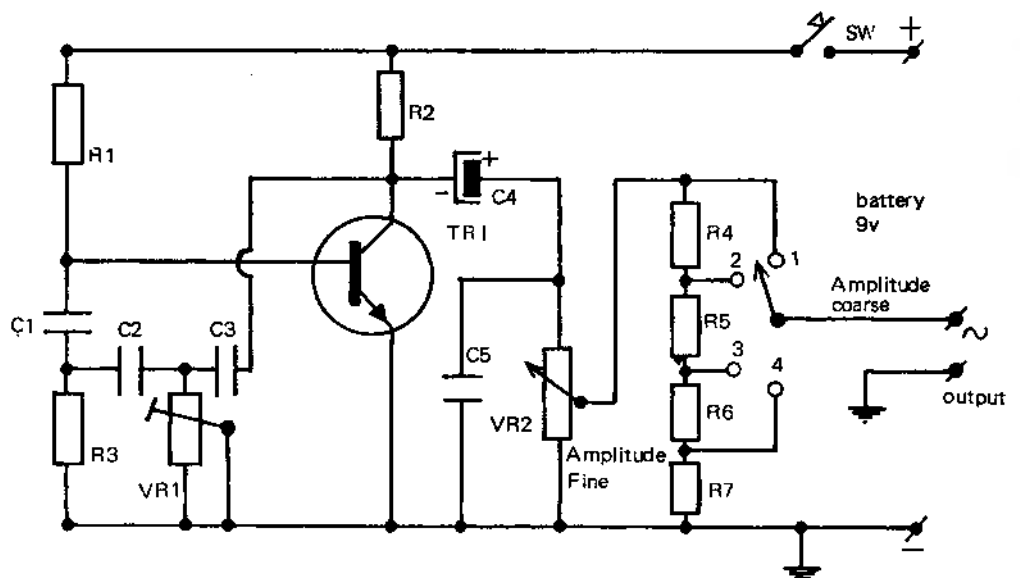 SW
+
R2
R1
+
-
C4
battery
9v
R4
TR1
2
1
Amplitude
coarse
C1
C2
C3
R5
~
C5
3
4
output
R3
VR2
R6
Amplitude
Fine
VR1
R7
-